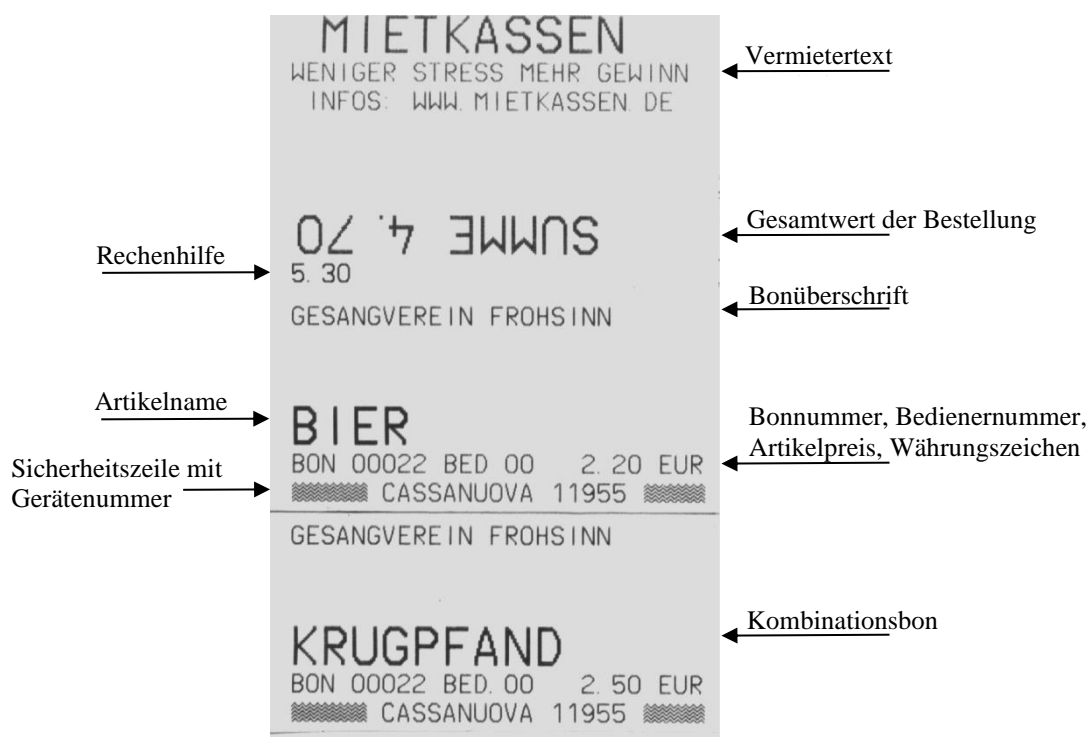 MIETKASSEN
WENIGER STRESS MEHR GEWINN
INFOS: WWW.MIETKASSEN.DE
Vermietertext
SUMME 4.70
Gesamtwert der Bestellung
Rechenhilfe
5.30
GESANGVEREIN FROHSINN
Bonüberschrift
Artikelname
BIER
Bonnummer, Bedienernummer,
Artikelpreis, Währungszeichen
BON 00022 BED 00 2.20 EUR
Sicherheitszeile mit
Gerätenummer
CASSANUOVA 11955
GESANGVEREIN FROHSINN
KRUGPFAND
Kombinationsbon
BON 00022 BED. 00 2.50 EUR
CASSANUOVA 11955